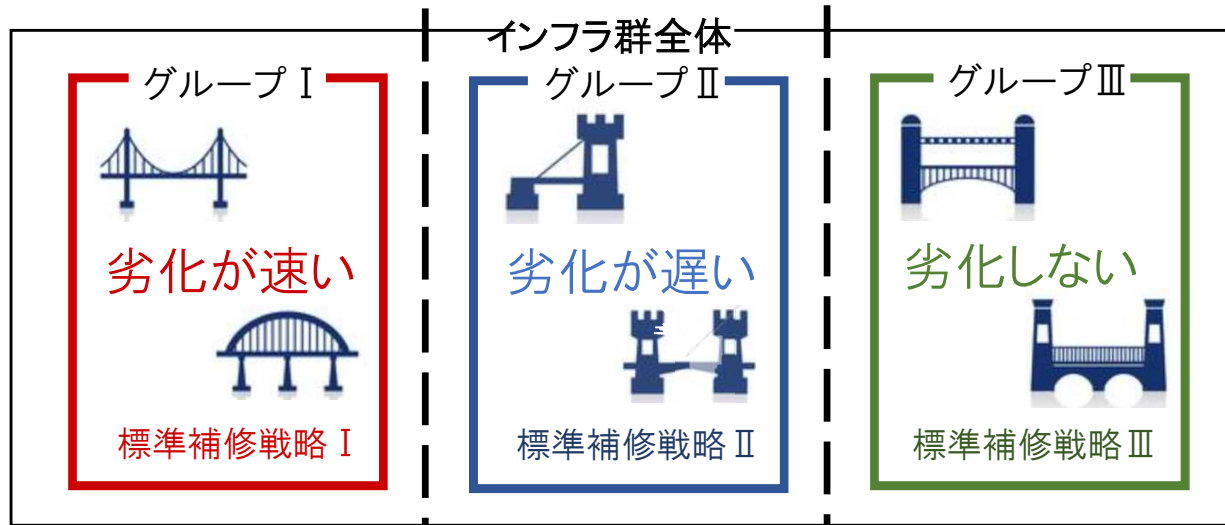 インフラ群全体
グループⅠ
劣化が速い
標準補修戦略Ⅰ
グループⅡ
劣化が遅い
標準補修戦略Ⅱ
グループⅢ
劣化しない
標準補修戦略Ⅲ